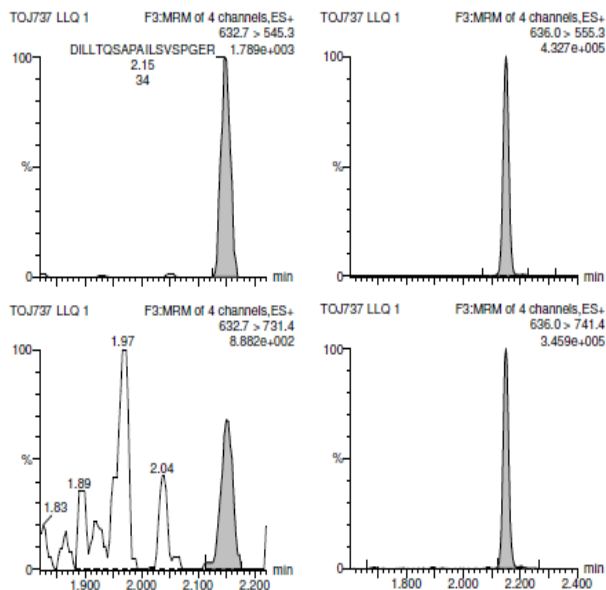 TOJ737 LLQ 1 F3:MRM of 4 channels,ES+
632.7 > 545.3
DILLTQSAPAILSVSPGER 1.789e+003
2.15
34
100
%
0
min
TOJ737 LLQ 1 F3:MRM of 4 channels,ES+
636.0 > 555.3
4.327e+005
100
%
0
min
TOJ737 LLQ 1 F3:MRM of 4 channels,ES+
632.7 > 731.4
8.882e+002
1.97
100
2.04
1.89
1.83
%
0
min
1.900 2.000 2.100 2.200
TOJ737 LLQ 1 F3:MRM of 4 channels,ES+
636.0 > 741.4
3.459e+005
100
%
0
min
1.800 2.000 2.200 2.400